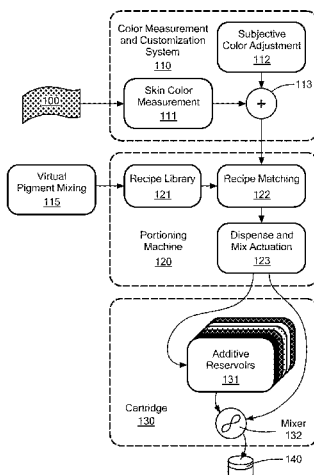 Color Measurement
and Customization
System
110
Subjective
Color Adjustment
112
113
100
Skin Color
Measurement
111
+
Virtual
Pigment Mixing
115
Recipe Library
121
Recipe Matching
122
Portioning
Machine
120
Dispense and
Mix Actuation
123
Additive
Reservoirs
131
Cartridge
130
Mixer
132
140